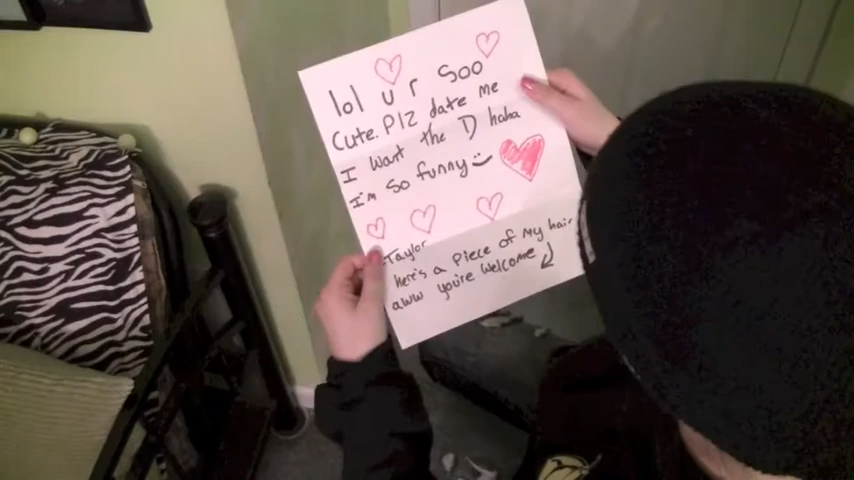 lol u r soo
cute. Plz date me
I want the D haha
I'm so funny :)
Taylor
here's a piece of my hair
aww you're welcome